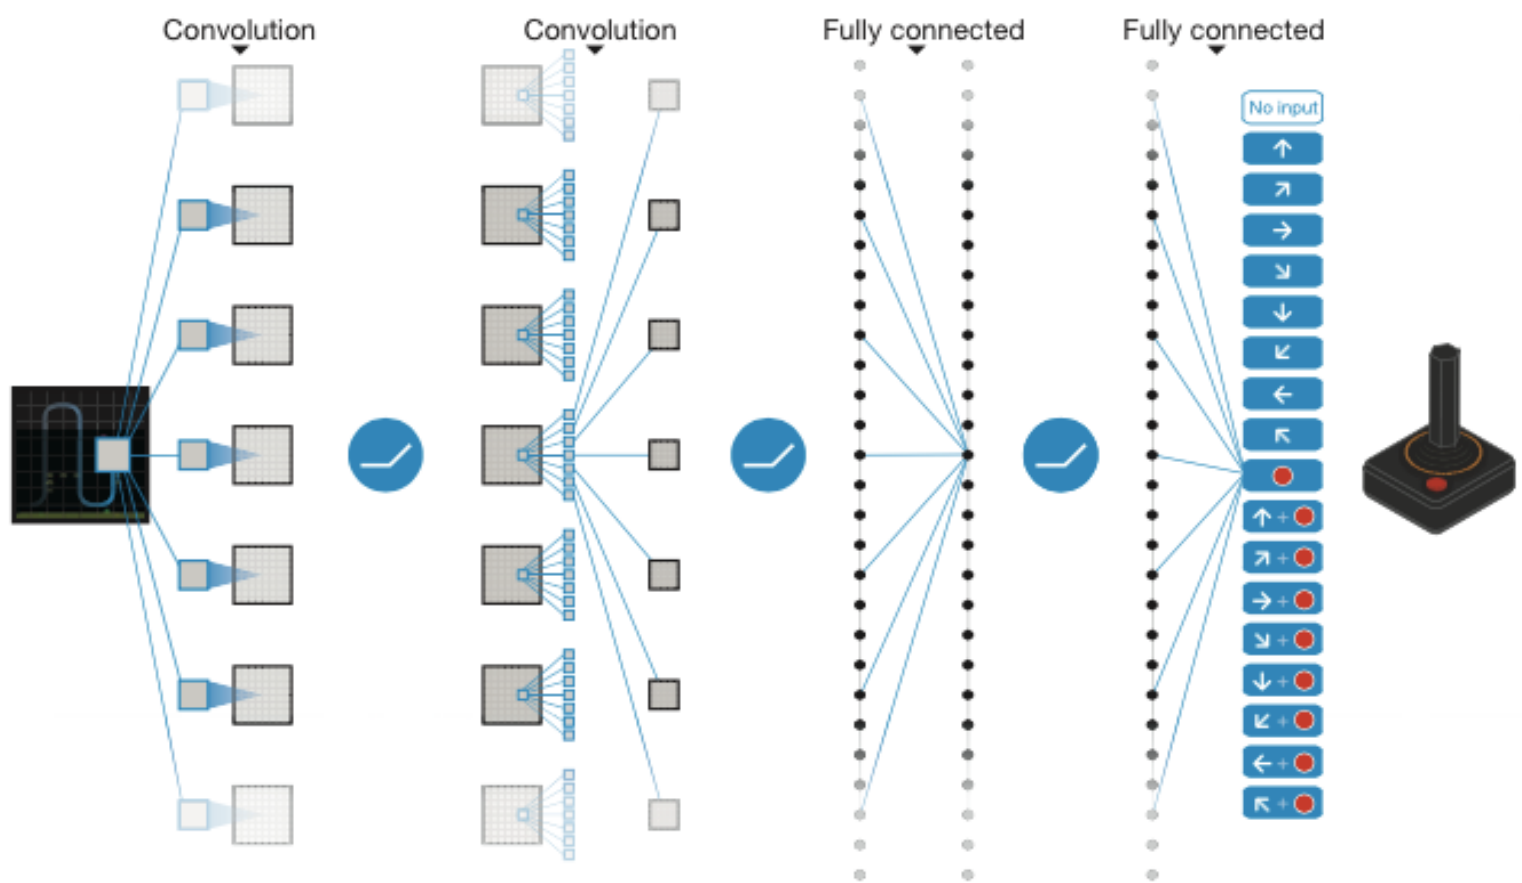 Convolution
Convolution
Fully connected
Fully connected
No input
+
+
+
+
+
+
+
+